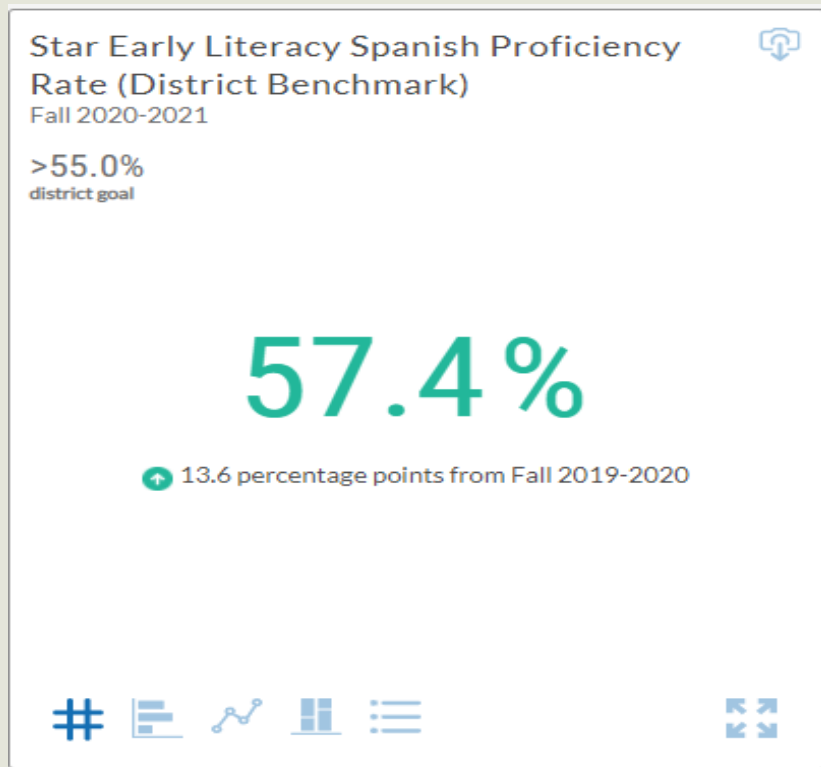 Star Early Literacy Spanish Proficiency
Rate (District Benchmark)
Fall 2020-2021
>55.0%
district goal
57.4%
13.6 percentage points from Fall 2019-2020